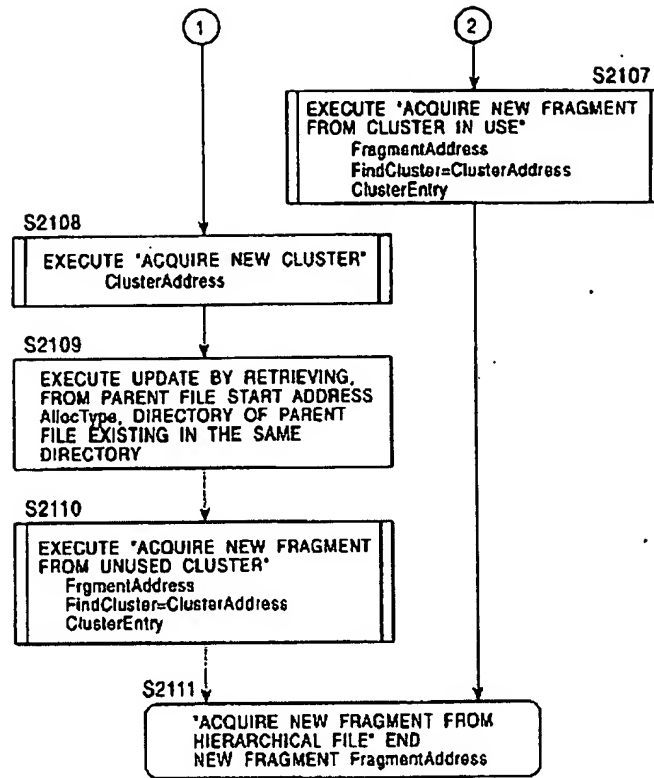 1
2
S2107
EXECUTE "ACQUIRE NEW FRAGMENT
FROM CLUSTER IN USE"
FragmentAddress
FindCluster=ClusterAddress
ClusterEntry
S2108
EXECUTE "ACQUIRE NEW CLUSTER"
ClusterAddress
S2109
EXECUTE UPDATE BY RETRIEVING,
FROM PARENT FILE START ADDRESS
AllocType, DIRECTORY OF PARENT
FILE EXISTING IN THE SAME
DIRECTORY
S2110
EXECUTE "ACQUIRE NEW FRAGMENT
FROM UNUSED CLUSTER"
FrgmentAddress
FindCluster=ClusterAddress
ClusterEntry
S2111
"ACQUIRE NEW FRAGMENT FROM
HIERARCHICAL FILE" END
NEW FRAGMENT FragmentAddress